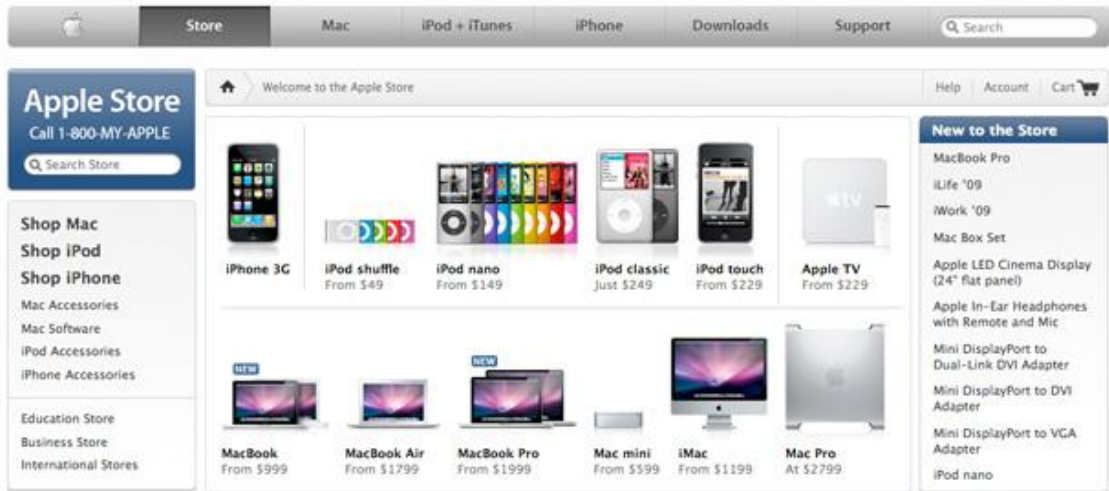 Store
Mac
iPod + iTunes
iPhone
Downloads
Support
Search
Apple Store
Call 1-800-MY-APPLE
Search Store
Shop Mac
Shop iPod
Shop iPhone
Mac Accessories
Mac Software
iPod Accessories
iPhone Accessories
Education Store
Business Store
International Stores
Welcome to the Apple Store
Help
Account
Cart
iPhone 3G
iPod shuffle
From $49
iPod nano
From $149
iPod classic
Just $249
iPod touch
From $229
tv
Apple TV
From $229
NEW
MacBook
From $999
MacBook Air
From $1799
NEW
MacBook Pro
From $1999
Mac mini
From $599
iMac
From $1199
Mac Pro
At $2799
New to the Store
MacBook Pro
iLife '09
iWork '09
Mac Box Set
Apple LED Cinema Display
(24" flat panel)
Apple In-Ear Headphones
with Remote and Mic
Mini DisplayPort to
Dual-Link DVI Adapter
Mini DisplayPort to DVI
Adapter
Mini DisplayPort to VGA
Adapter
iPod nano